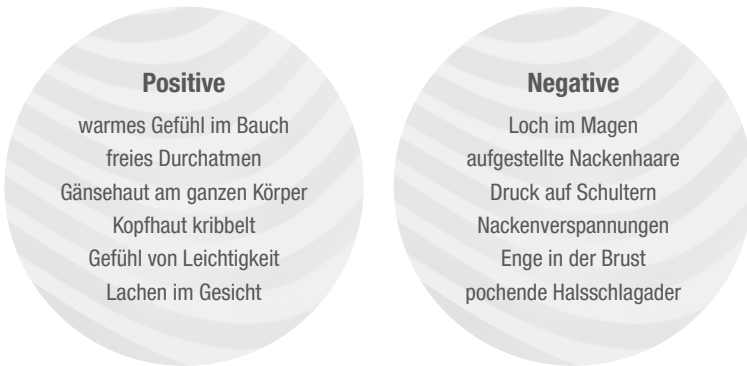 Positive
warmes Gefühl im Bauch
freies Durchatmen
Gänsehaut am ganzen Körper
Kopfhaut kribbelt
Gefühl von Leichtigkeit
Lachen im Gesicht
Negative
Loch im Magen
aufgestellte Nackenhaare
Druck auf Schultern
Nackenverspannungen
Enge in der Brust
pochende Halsschlagader